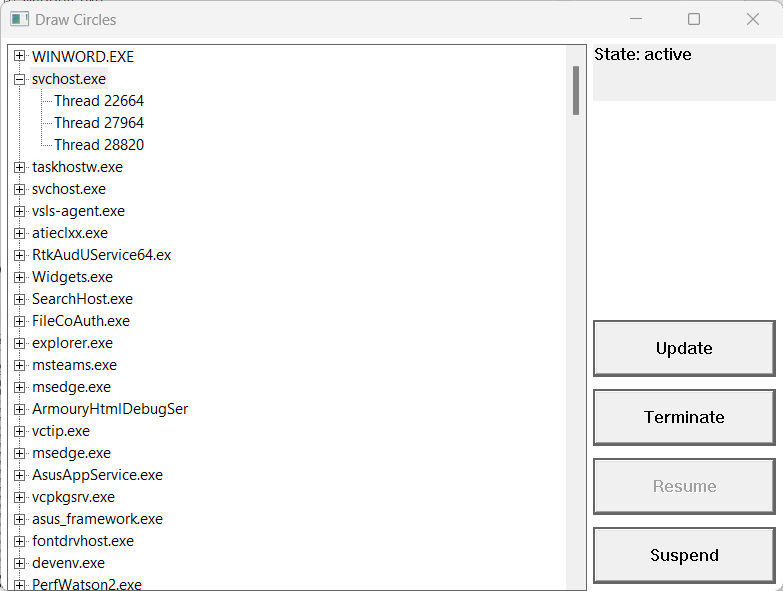 Draw Circles
WINWORD.EXE
svchost.exe
Thread 22664
Thread 27964
Thread 28820
taskhostw.exe
svchost.exe
vsls-agent.exe
atieclxx.exe
RtkAudUService64.ex
Widgets.exe
SearchHost.exe
FileCoAuth.exe
explorer.exe
msteams.exe
msedge.exe
ArmouryHtmlDebugSer
vctip.exe
msedge.exe
AsusAppService.exe
vcpkgsrv.exe
asus_framework.exe
fontdrvhost.exe
devenv.exe
PerfWatson2.exe
State: active
Update
Terminate
Resume
Suspend